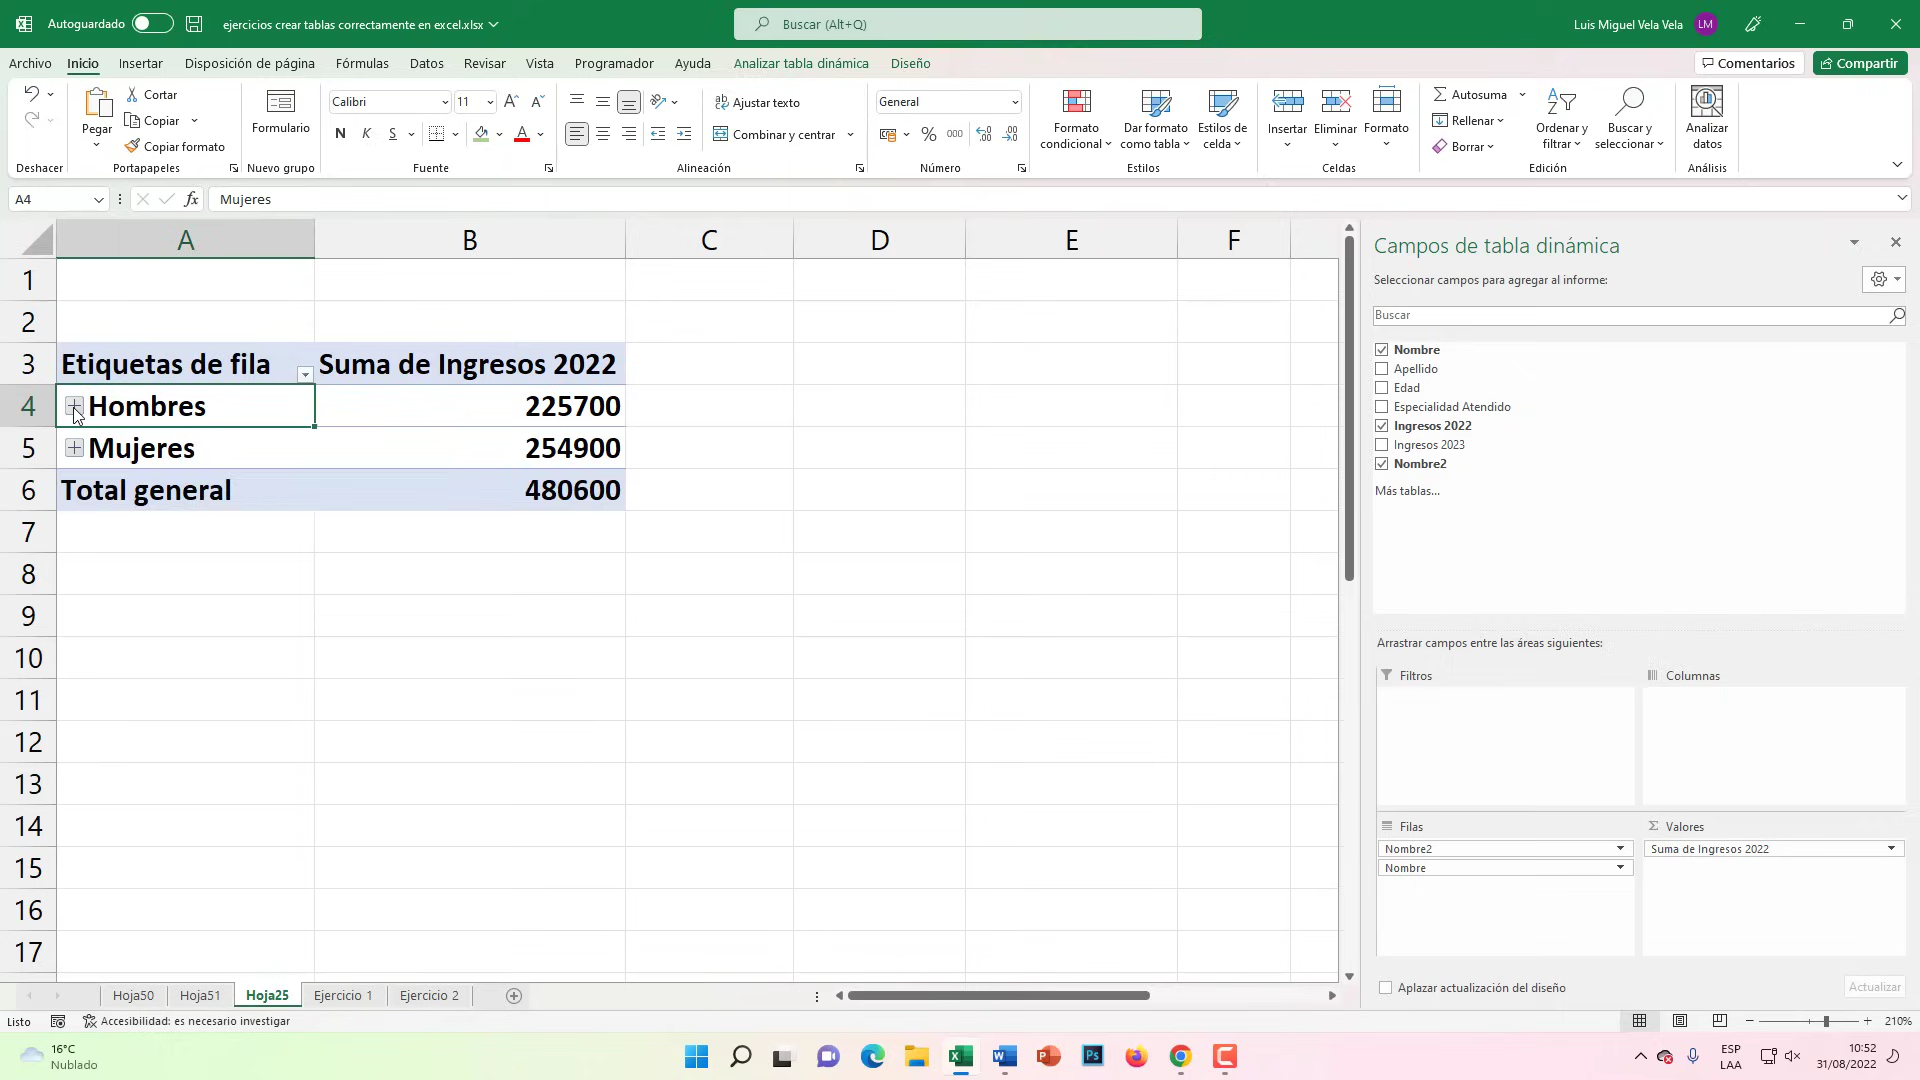 Autoguardado
ejercicios crear tablas correctamente en excel.xlsx
Buscar (Alt+Q)
Luis Miguel Vela Vela
LM
Archivo
Inicio
Insertar
Disposición de página
Fórmulas
Datos
Revisar
Vista
Programador
Ayuda
Analizar tabla dinámica
Diseño
Comentarios
Compartir
Pegar
Cortar
Copiar
Copiar formato
Formulario
Calibri
11
N K S
Ajustar texto
Combinar y centrar
General
% 000
Formato condicional
Dar formato como tabla
Estilos de celda
Insertar
Eliminar
Formato
Autosuma
Rellenar
Borrar
Ordenar y filtrar
Buscar y seleccionar
Analizar datos
Deshacer
Portapapeles
Nuevo grupo
Fuente
Alineación
Número
Estilos
Celdas
Edición
Análisis
A4
fx
Mujeres
A B C D E F
1
2
3 Etiquetas de fila Suma de Ingresos 2022
4 Hombres 225700
5 Mujeres 254900
6 Total general 480600
7
8
9
10
11
12
13
14
15
16
17
Campos de tabla dinámica
Seleccionar campos para agregar al informe:
Buscar
Nombre
Apellido
Edad
Especialidad Atendido
Ingresos 2022
Ingresos 2023
Nombre2
Más tablas...
Arrastrar campos entre las áreas siguientes:
Filtros
Columnas
Filas
Valores
Nombre2
Suma de Ingresos 2022
Nombre
Aplazar actualización del diseño
Actualizar
Hoja50
Hoja51
Hoja25
Ejercicio 1
Ejercicio 2
Listo
Accesibilidad: es necesario investigar
210%
16°C
Nublado
ESP
LAA
10:52
31/08/2022